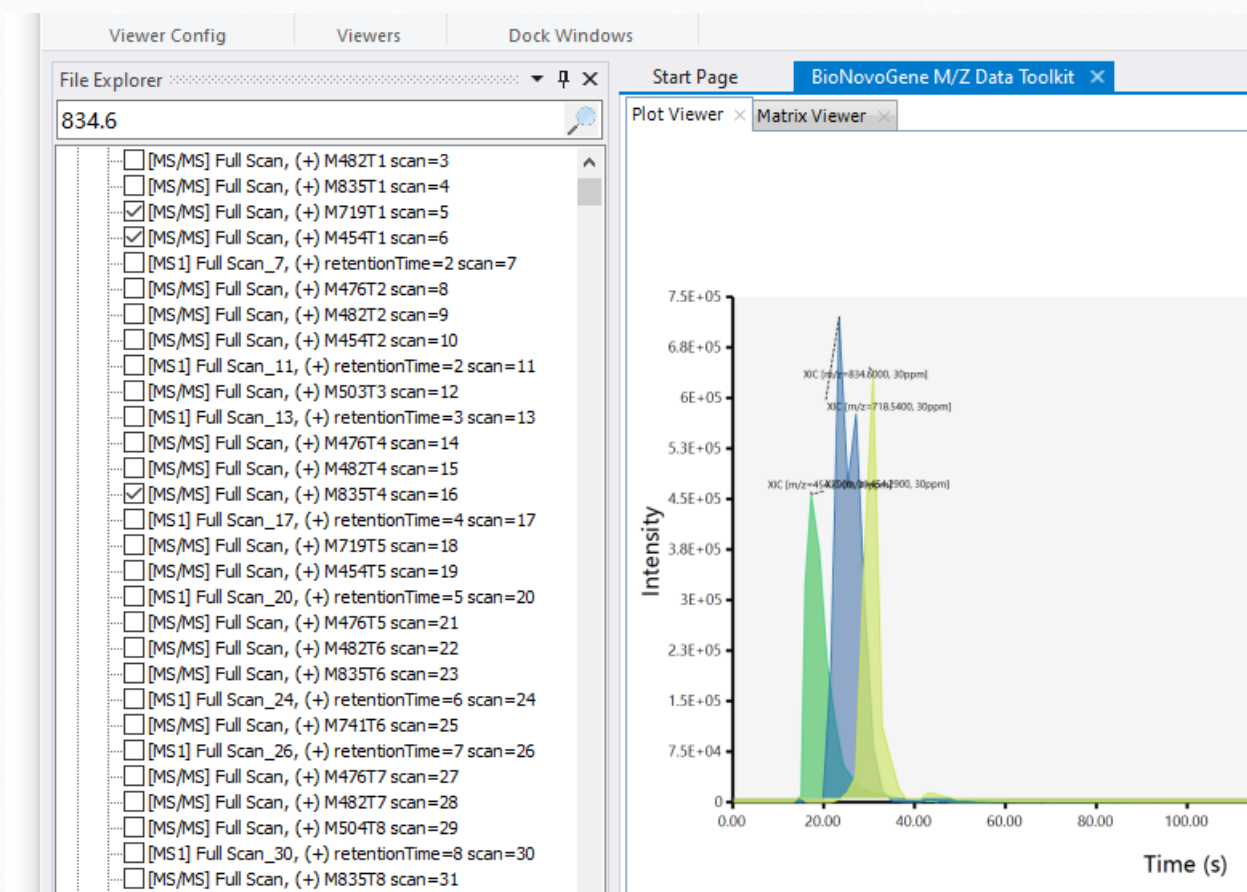 Viewer Config
Viewers
Dock Windows
File Explorer
834.6
[MS/MS] Full Scan, (+) M482T1 scan=3
[MS/MS] Full Scan, (+) M835T1 scan=4
[MS/MS] Full Scan, (+) M719T1 scan=5
[MS/MS] Full Scan, (+) M454T1 scan=6
[MS1] Full Scan_7, (+) retentionTime=2 scan=7
[MS/MS] Full Scan, (+) M476T2 scan=8
[MS/MS] Full Scan, (+) M482T2 scan=9
[MS/MS] Full Scan, (+) M454T2 scan=10
[MS1] Full Scan_11, (+) retentionTime=2 scan=11
[MS/MS] Full Scan, (+) M503T3 scan=12
[MS1] Full Scan_13, (+) retentionTime=3 scan=13
[MS/MS] Full Scan, (+) M476T4 scan=14
[MS/MS] Full Scan, (+) M482T4 scan=15
[MS/MS] Full Scan, (+) M835T4 scan=16
[MS1] Full Scan_17, (+) retentionTime=4 scan=17
[MS/MS] Full Scan, (+) M719T5 scan=18
[MS/MS] Full Scan, (+) M454T5 scan=19
[MS1] Full Scan_20, (+) retentionTime=5 scan=20
[MS/MS] Full Scan, (+) M476T5 scan=21
[MS/MS] Full Scan, (+) M482T6 scan=22
[MS/MS] Full Scan, (+) M835T6 scan=23
[MS1] Full Scan_24, (+) retentionTime=6 scan=24
[MS/MS] Full Scan, (+) M741T6 scan=25
[MS1] Full Scan_26, (+) retentionTime=7 scan=26
[MS/MS] Full Scan, (+) M476T7 scan=27
[MS/MS] Full Scan, (+) M482T7 scan=28
[MS/MS] Full Scan, (+) M504T8 scan=29
[MS1] Full Scan_30, (+) retentionTime=8 scan=30
[MS/MS] Full Scan, (+) M835T8 scan=31
Start Page
BioNovoGene M/Z Data Toolkit
Plot Viewer
Matrix Viewer
7.5E+05
6.8E+05
XIC [m/z=834.6000, 30ppm]
6E+05
XIC [m/z=718.5400, 30ppm]
5.3E+05
XIC 30ppm]
4.5E+05
3.8E+05
3E+05
2.3E+05
1.5E+05
7.5E+04
0
Intensity
0.00
20.00
40.00
60.00
80.00
100.00
Time (s)